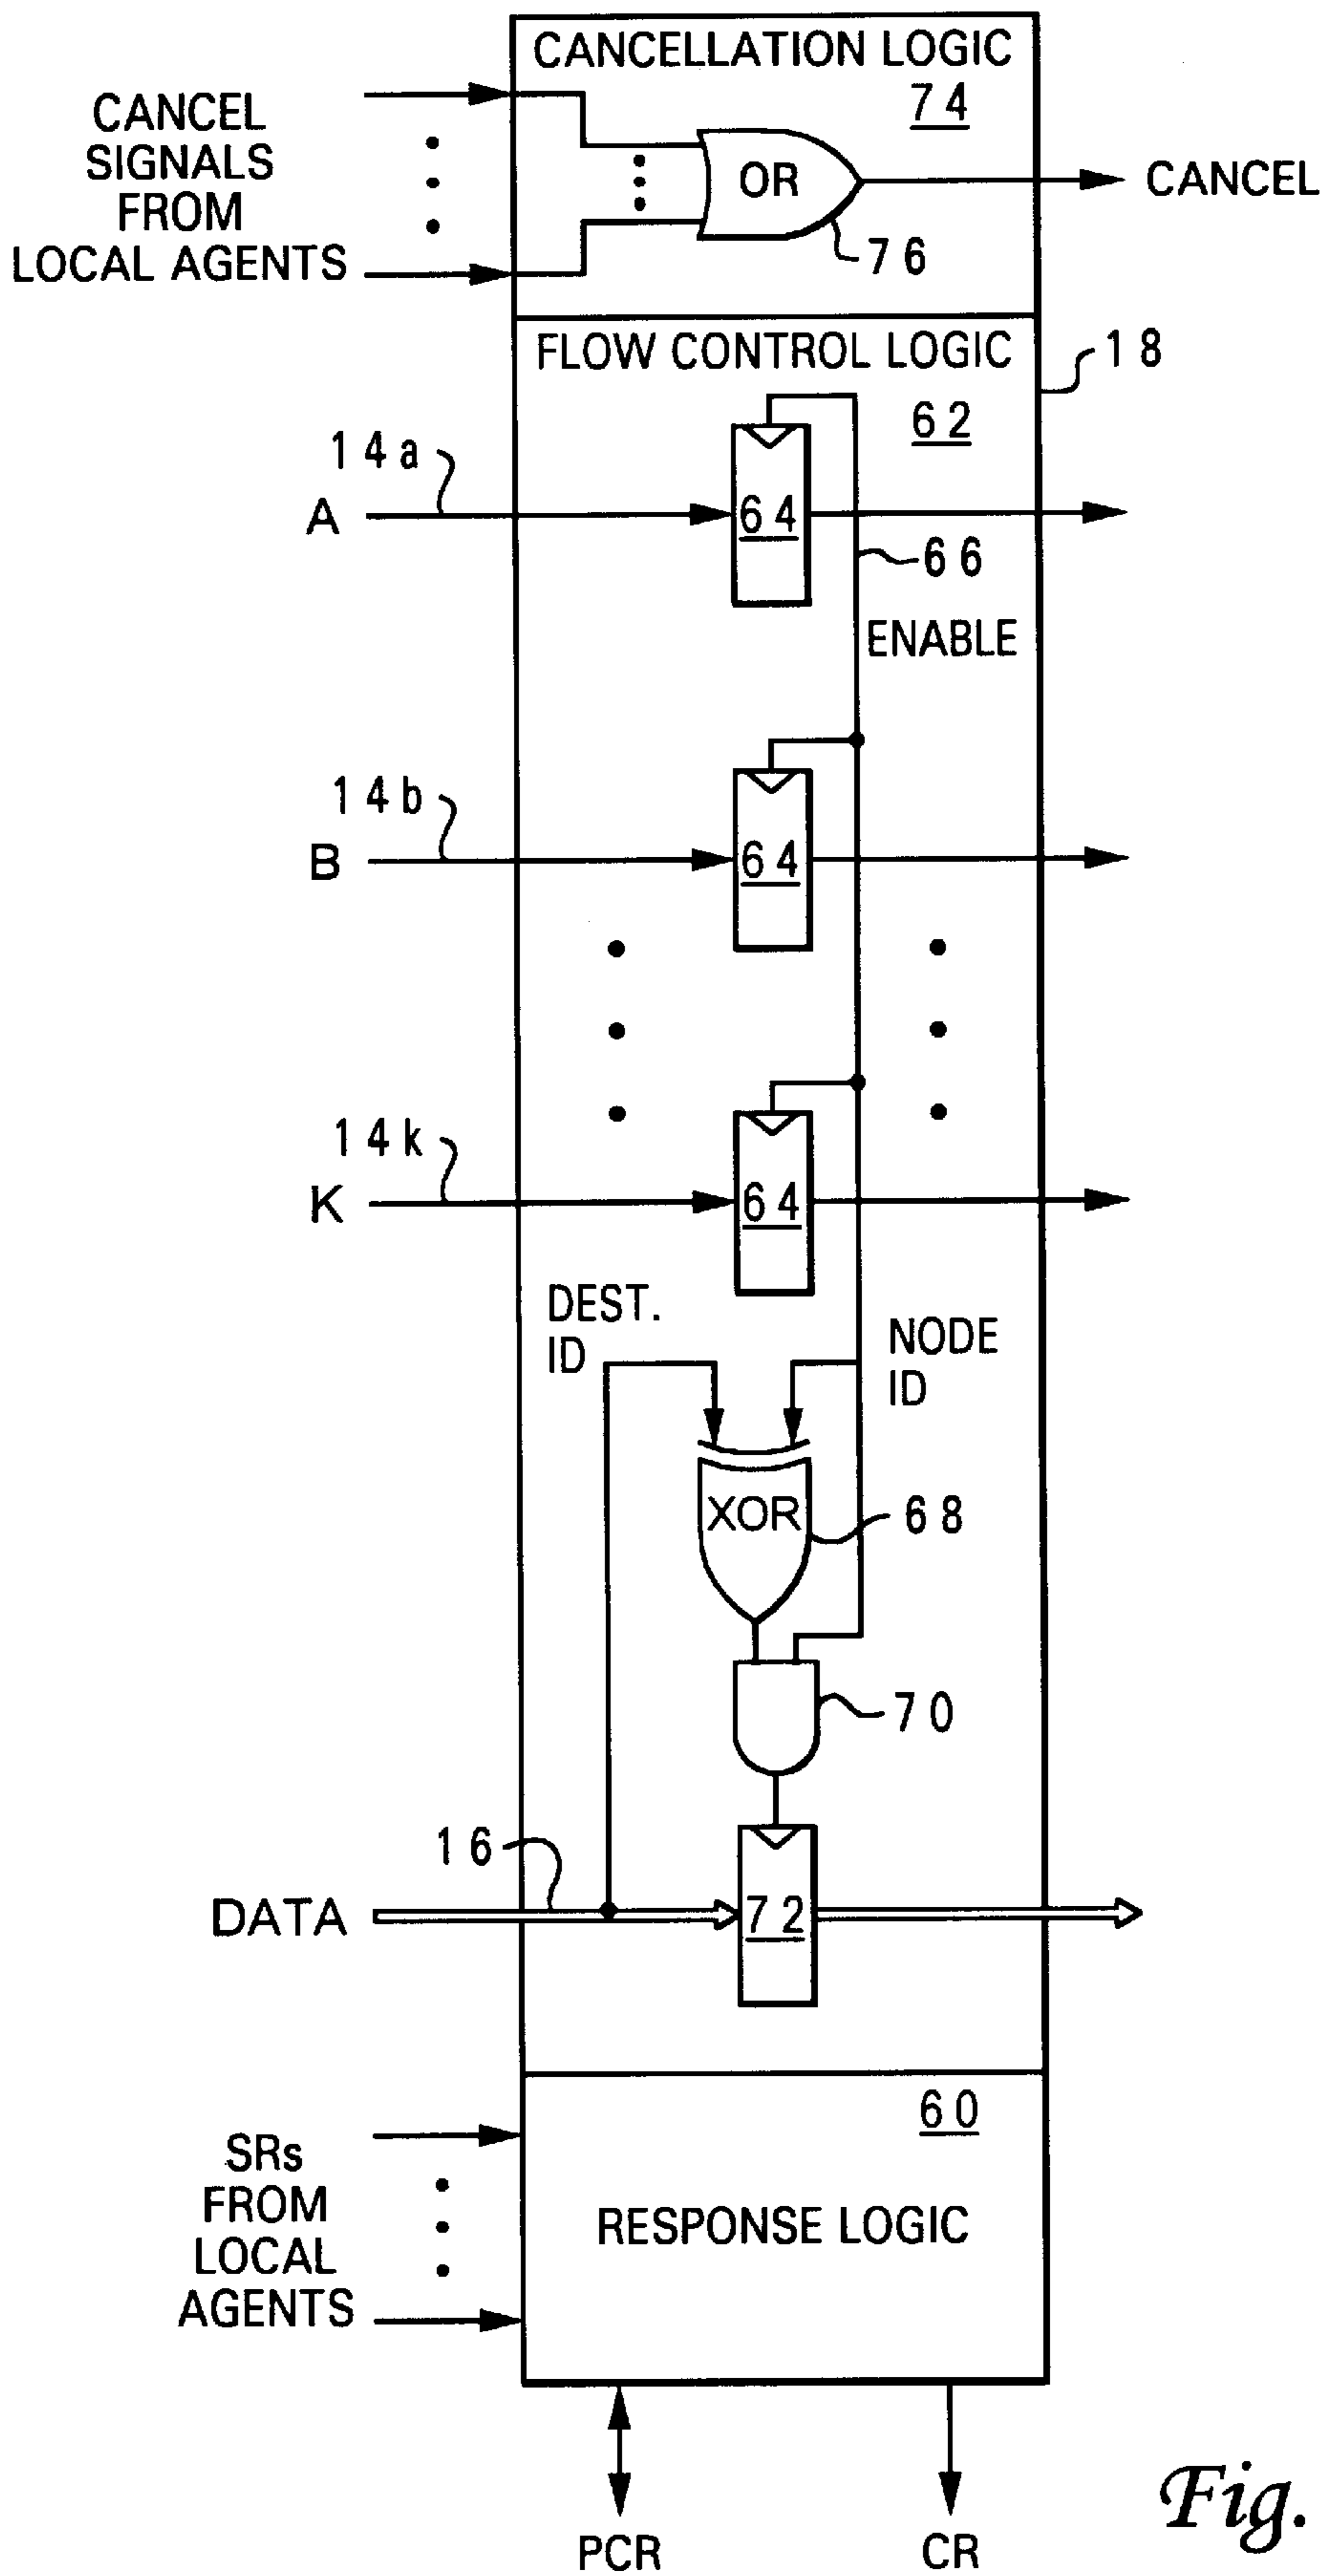 CANCELLATION LOGIC
74
CANCEL
SIGNALS
FROM
LOCAL AGENTS
OR
76
CANCEL
FLOW CONTROL LOGIC
62
18
14a
A
64
66
ENABLE
14b
B
64
14k
K
64
DEST.
ID
NODE
ID
XOR
68
70
16
DATA
72
60
SRs
FROM
LOCAL
AGENTS
RESPONSE LOGIC
PCR
CR
Fig.